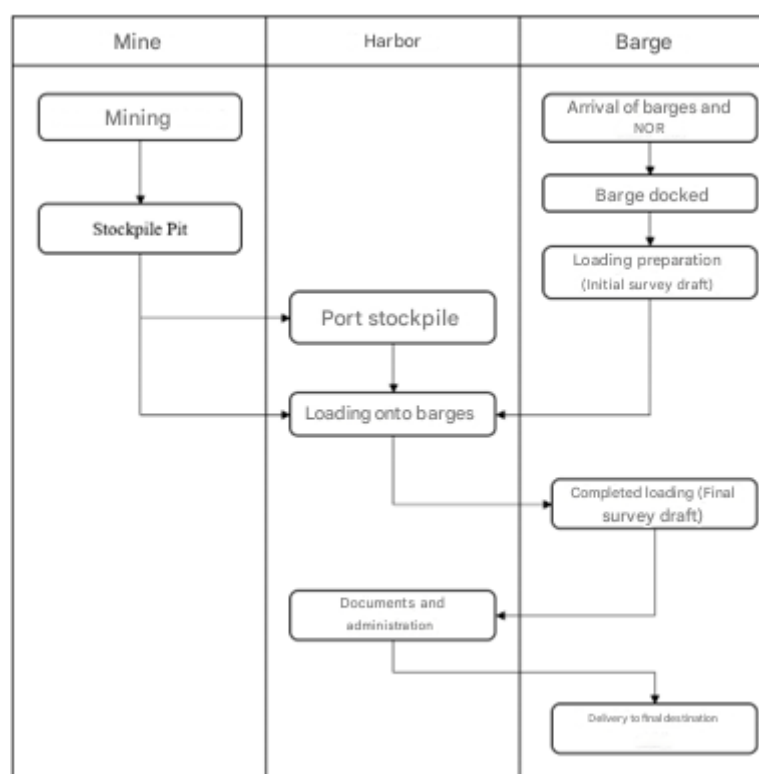 Mine
Harbor
Barge
Mining
Arrival of barges and
NOR
Barge docked
Stockpile Pit
Loading preparation
(Initial survey draft)
Port stockpile
Loading onto barges
Completed loading (Final
survey draft)
Documents and
administration
Delivery to final destination